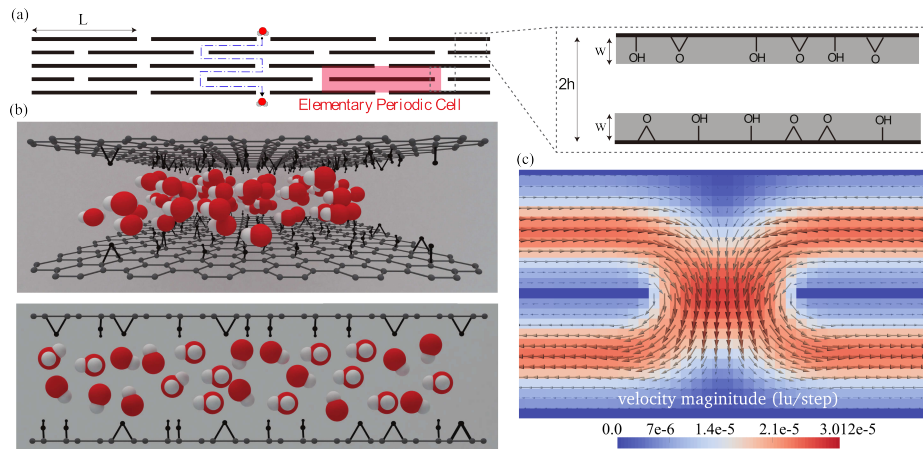 (a)
L
Elementary Periodic Cell
W
OH O OH O OH O
2h
W
O OH OH O O OH
(b)
(c)
velocity maginitude (lu/step)
0.0 7e-6 1.4e-5 2.1e-5 3.012e-5